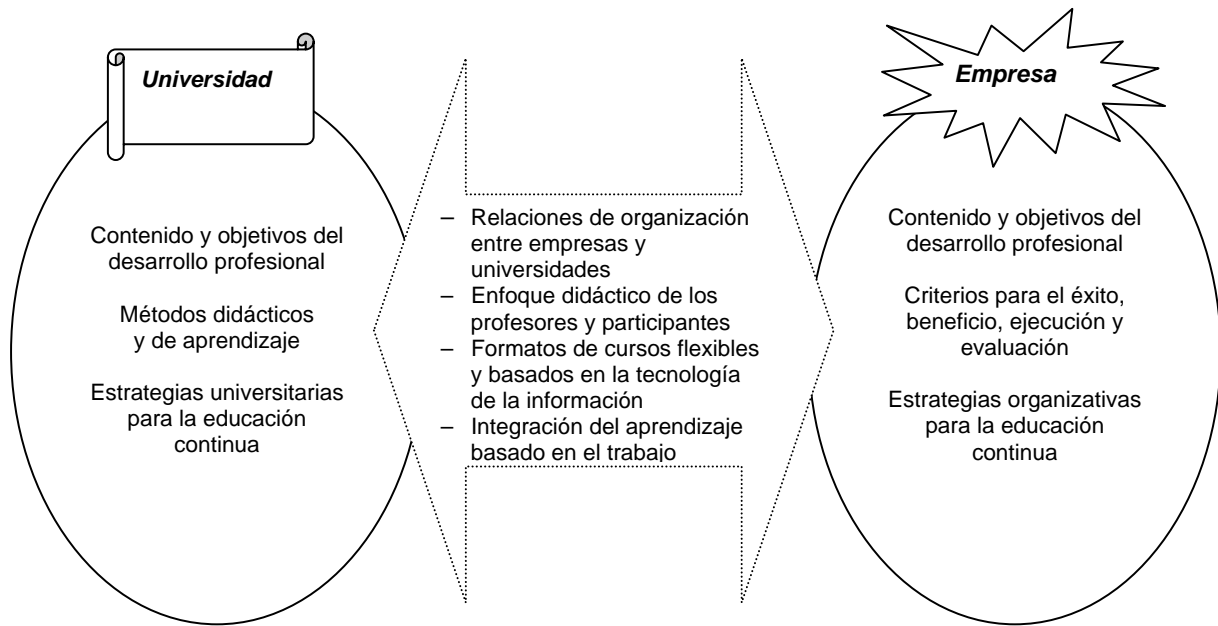 Universidad
Contenido y objetivos del
desarrollo profesional
Métodos didácticos
y de aprendizaje
Estrategias universitarias
para la educación
continua
– Relaciones de organización
entre empresas y
universidades
– Enfoque didáctico de los
profesores y participantes
– Formatos de cursos flexibles
y basados en la tecnología
de la información
– Integración del aprendizaje
basado en el trabajo
Empresa
Contenido y objetivos del
desarrollo profesional
Criterios para el éxito,
beneficio, ejecución y
evaluación
Estrategias organizativas
para la educación
continua